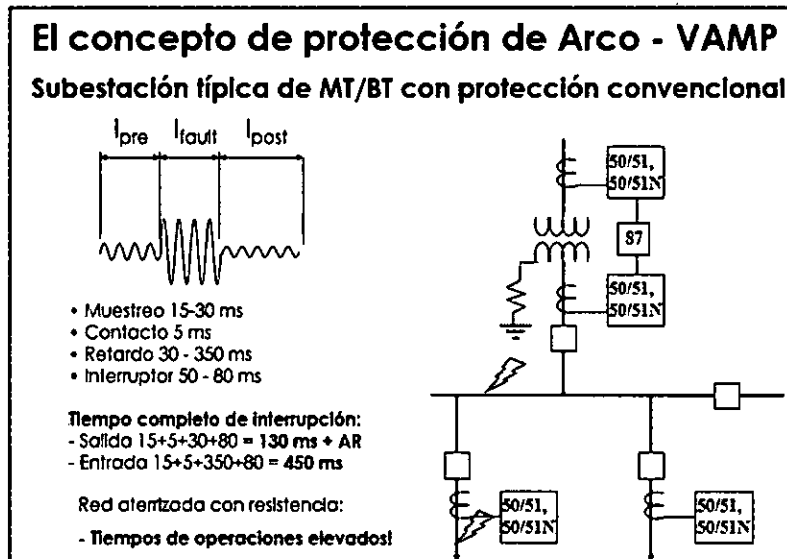 El concepto de protección de Arco - VAMP
Subestación típica de MT/BT con protección convencional
Ipre Ifault Ipost
• Muestreo 15-30 ms
• Contacto 5 ms
• Retardo 30 - 350 ms
• Interruptor 50 - 80 ms
Tiempo completo de interrupción:
- Salida 15+5+30+80 = 130 ms + AR
- Entrada 15+5+350+80 = 450 ms
Red aterrizada con resistencia:
- Tiempos de operaciones elevados!
50/51,
50/51N
87
50/51,
50/51N
50/51,
50/51N
50/51,
50/51N